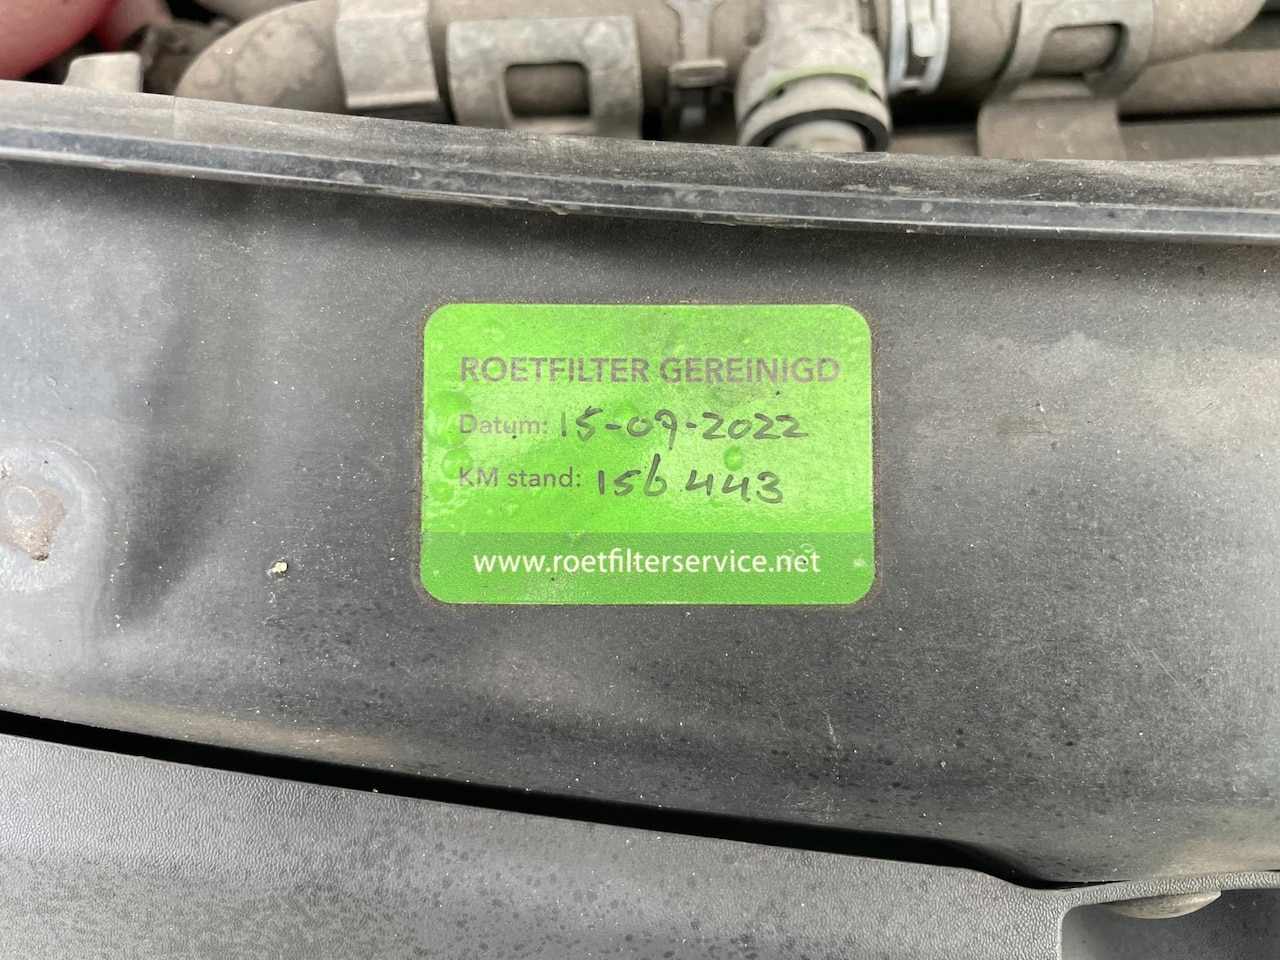 ROETFILTER GEREINIGD
Datum: 15-09-2022
KM stand: 156 443
www.roetfilterservice.net